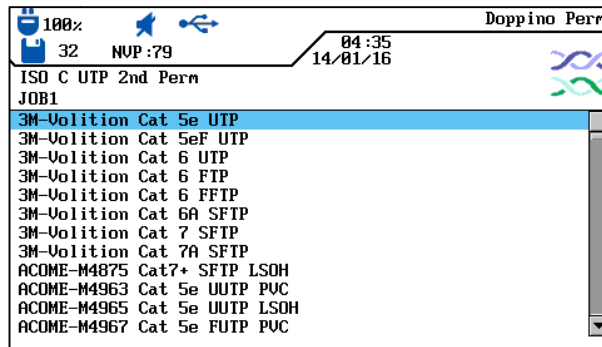 100%
Doppino Perm
32 NVP:79
04:35
14/01/16
ISO C UTP 2nd Perm
JOB1
3M-Volition Cat 5e UTP
3M-Volition Cat 5eF UTP
3M-Volition Cat 6 UTP
3M-Volition Cat 6 FTP
3M-Volition Cat 6 FFTP
3M-Volition Cat 6A SFTP
3M-Volition Cat 7 SFTP
3M-Volition Cat 7A SFTP
ACOME-M4875 Cat7+ SFTP LSOH
ACOME-M4963 Cat 5e UUTP PVC
ACOME-M4965 Cat 5e UUTP LSOH
ACOME-M4967 Cat 5e FUTP PVC